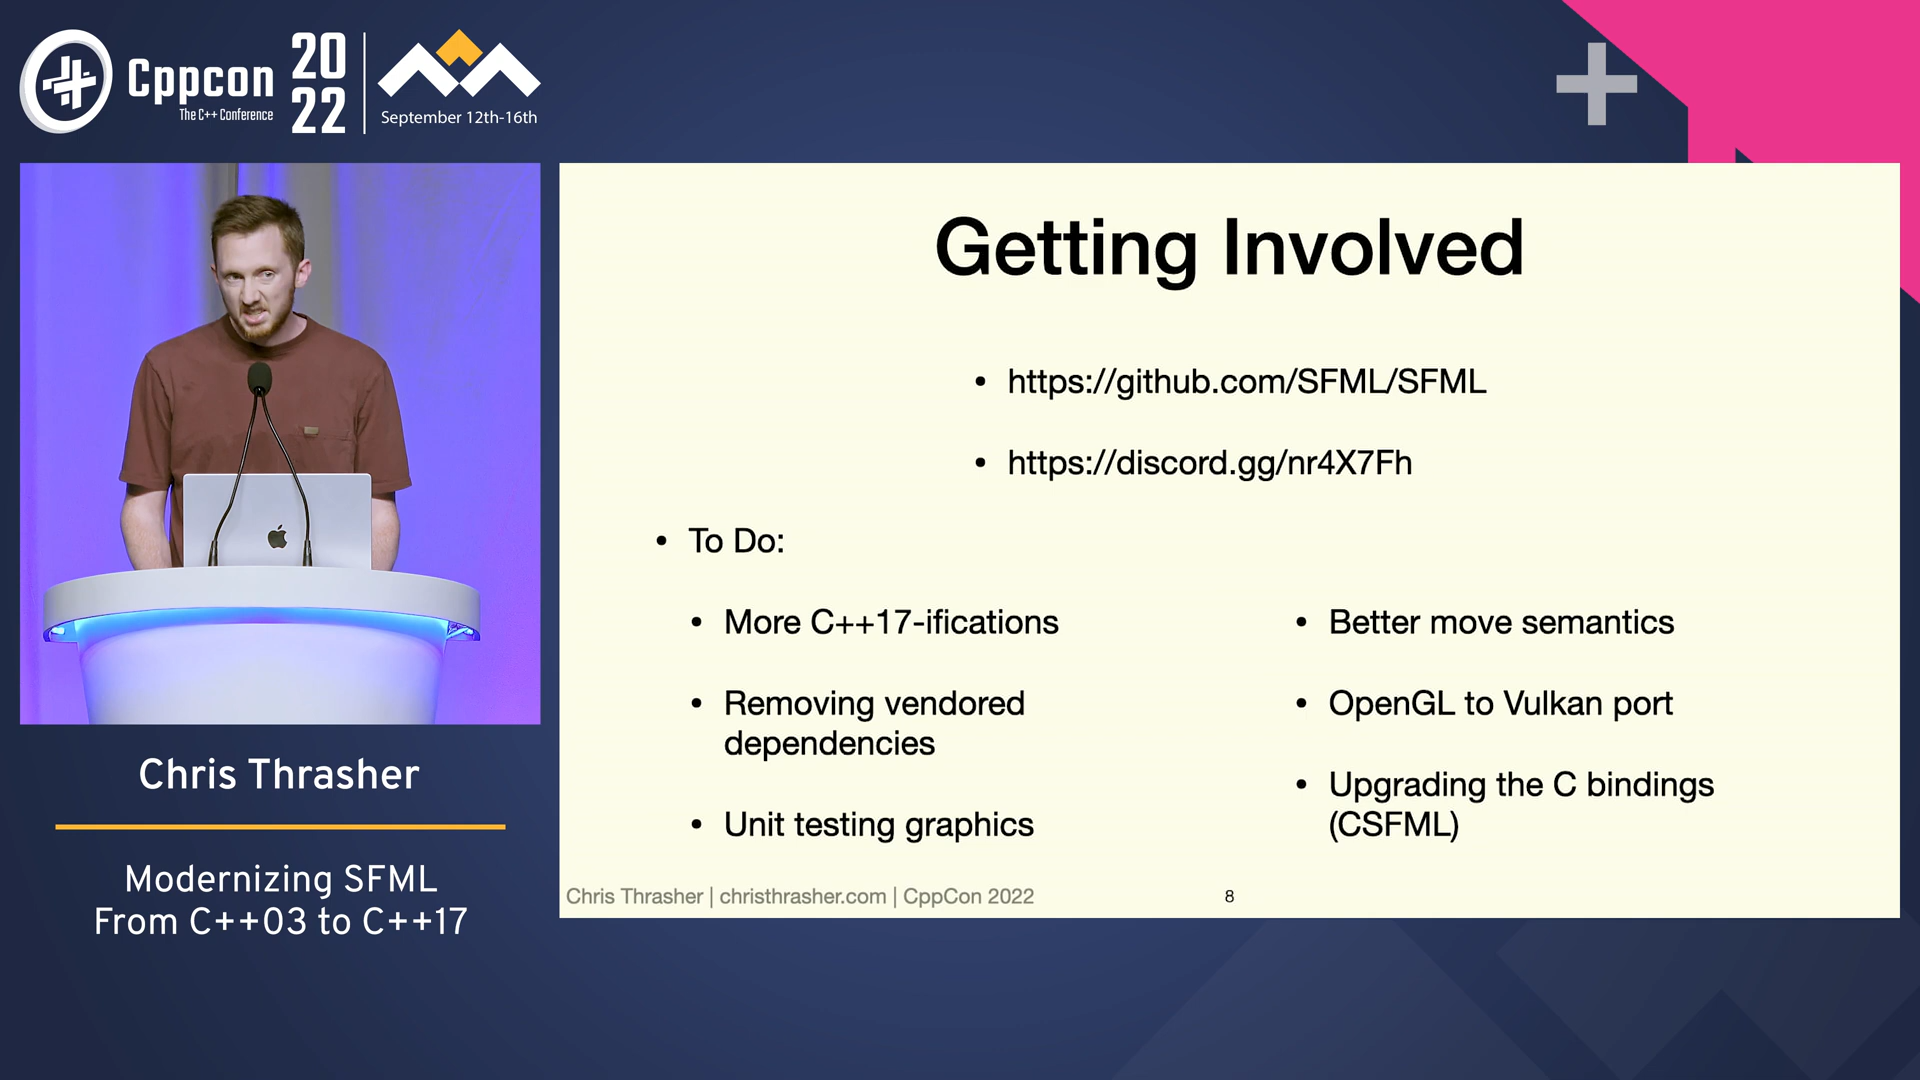 Cppcon
The C++ Conference
20
22
September 12th-16th
Getting Involved
• https://github.com/SFML/SFML
• https://discord.gg/nr4X7Fh
• To Do:
• More C++17-ifications
• Removing vendored
dependencies
• Unit testing graphics
• Better move semantics
• OpenGL to Vulkan port
• Upgrading the C bindings
(CSFML)
Chris Thrasher | christhrasher.com | CppCon 2022
8
Chris Thrasher
Modernizing SFML
From C++03 to C++17